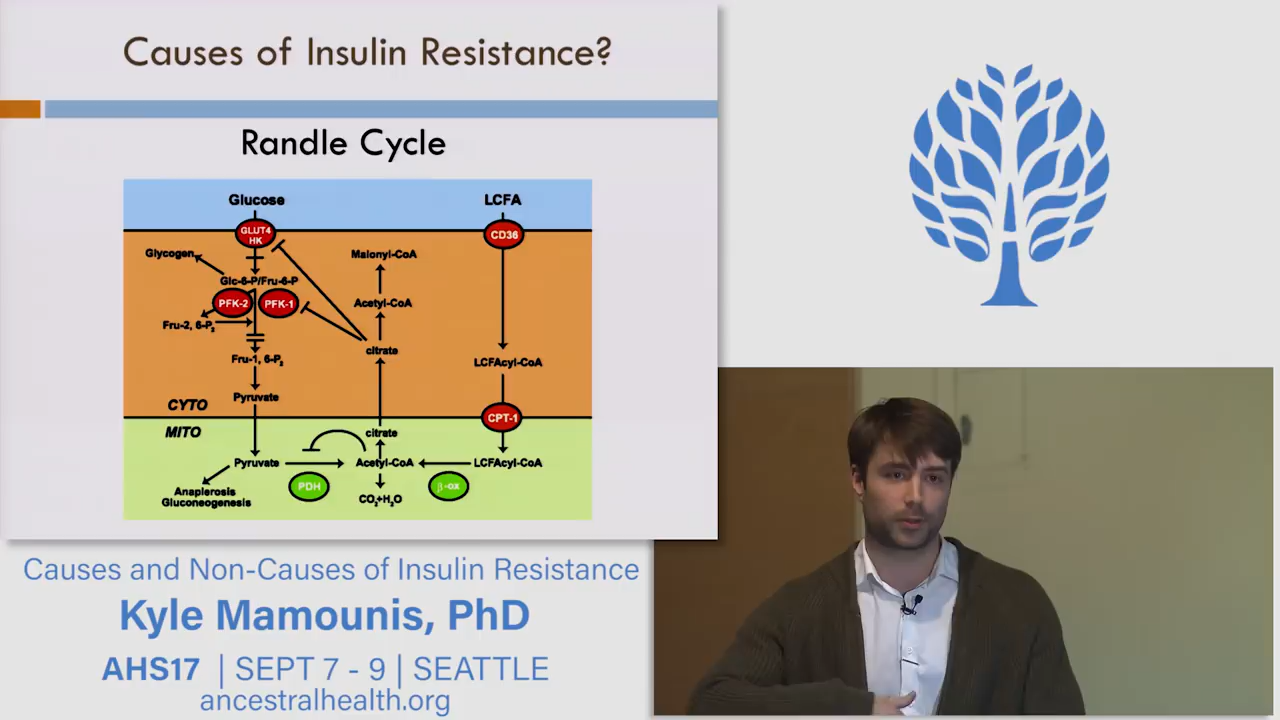 Causes of Insulin Resistance?
Randle Cycle
Glucose
LCFA
GLUT4
HK
CD36
Glycogen
Malonyl-CoA
Glc-6-P/Fru-6-P
PFK-2
PFK-1
Acetyl-CoA
Fru-2, 6-P₂
citrate
Fru-1, 6-P₂
LCFAcyl-CoA
Pyruvate
CYTO
CPT-1
MITO
citrate
Pyruvate
Acetyl-CoA
LCFAcyl-CoA
PDH
β-ox
Anaplerosis
Gluconeogenesis
CO₂+H₂O
Causes and Non-Causes of Insulin Resistance
Kyle Mamounis, PhD
AHS17 | SEPT 7 - 9 | SEATTLE
ancestralhealth.org